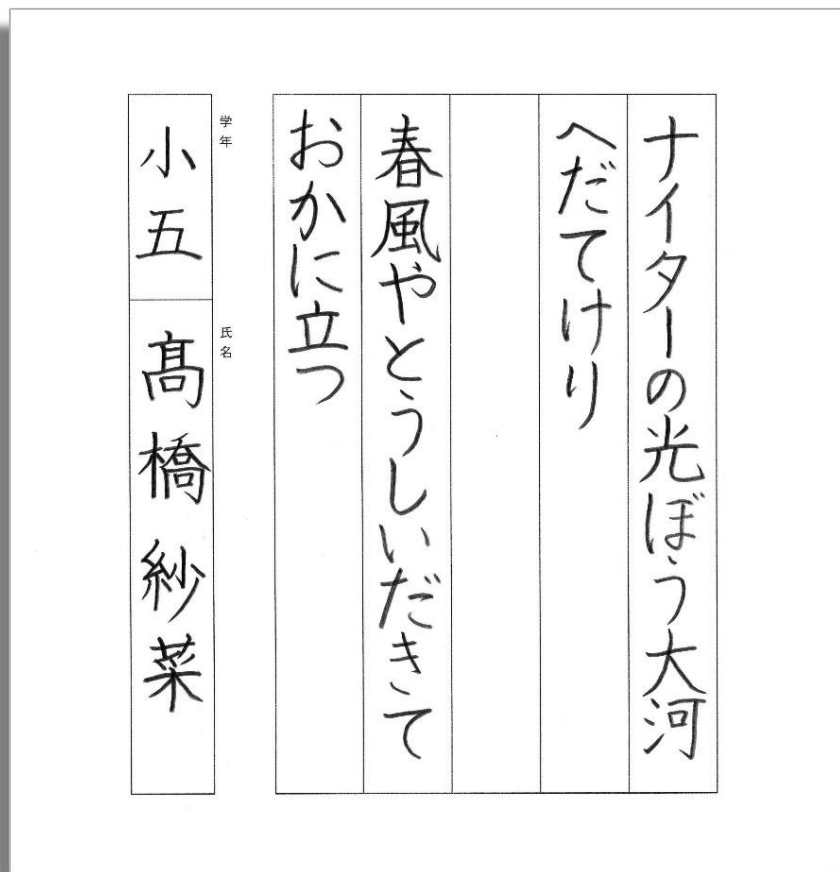 ナイターの光ぼう大河
へだてけり
春風やとうしいだきて
おかに立つ
学年
小五
氏名
髙橋紗菜